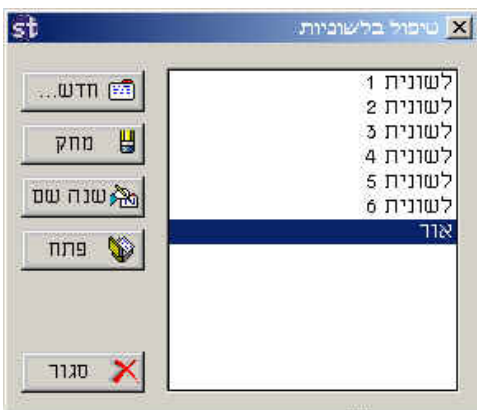 טיפול בלשוניות
st
לשונית 1
לשונית 2
לשונית 3
לשונית 4
לשונית 5
לשונית 6
אור
חדש...
מחק
שנה שם
פתח
סגור